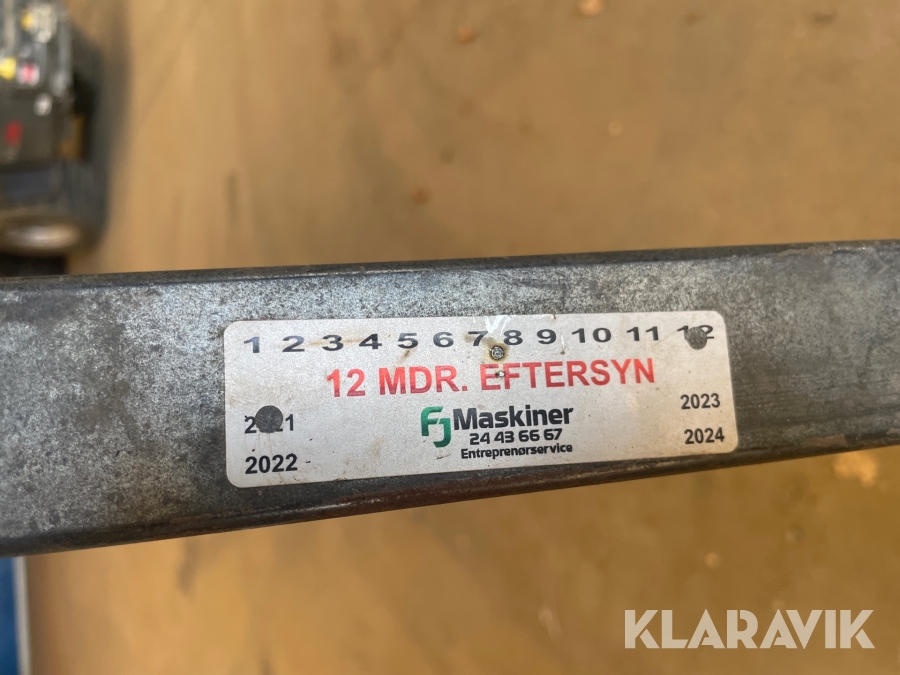 1 2 3 4 5 6 7 8 9 10 11 12
12 MDR. EFTERSYN
2021
2022
FJ Maskiner
24 43 66 67
Entreprenørservice
2023
2024
KLARAVIK